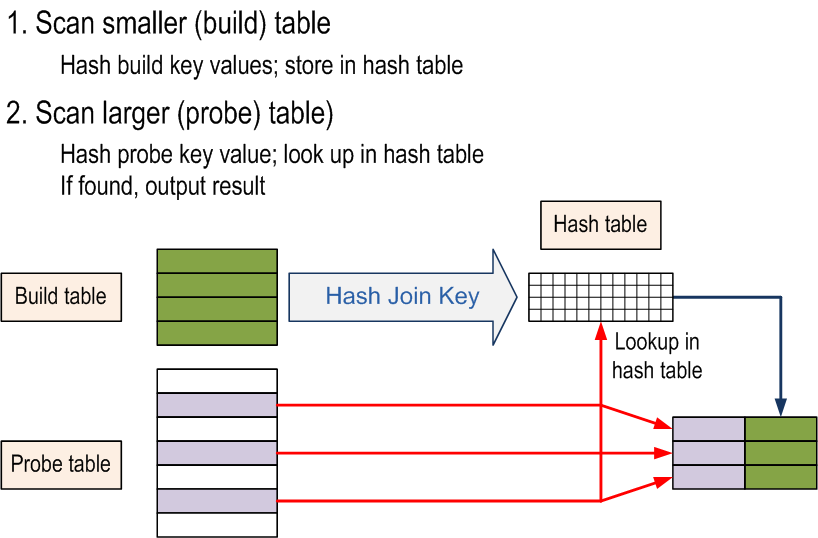 1. Scan smaller (build) table
Hash build key values; store in hash table
2. Scan larger (probe) table)
Hash probe key value; look up in hash table
If found, output result
Hash table
Build table
Hash Join Key
Lookup in
hash table
Probe table